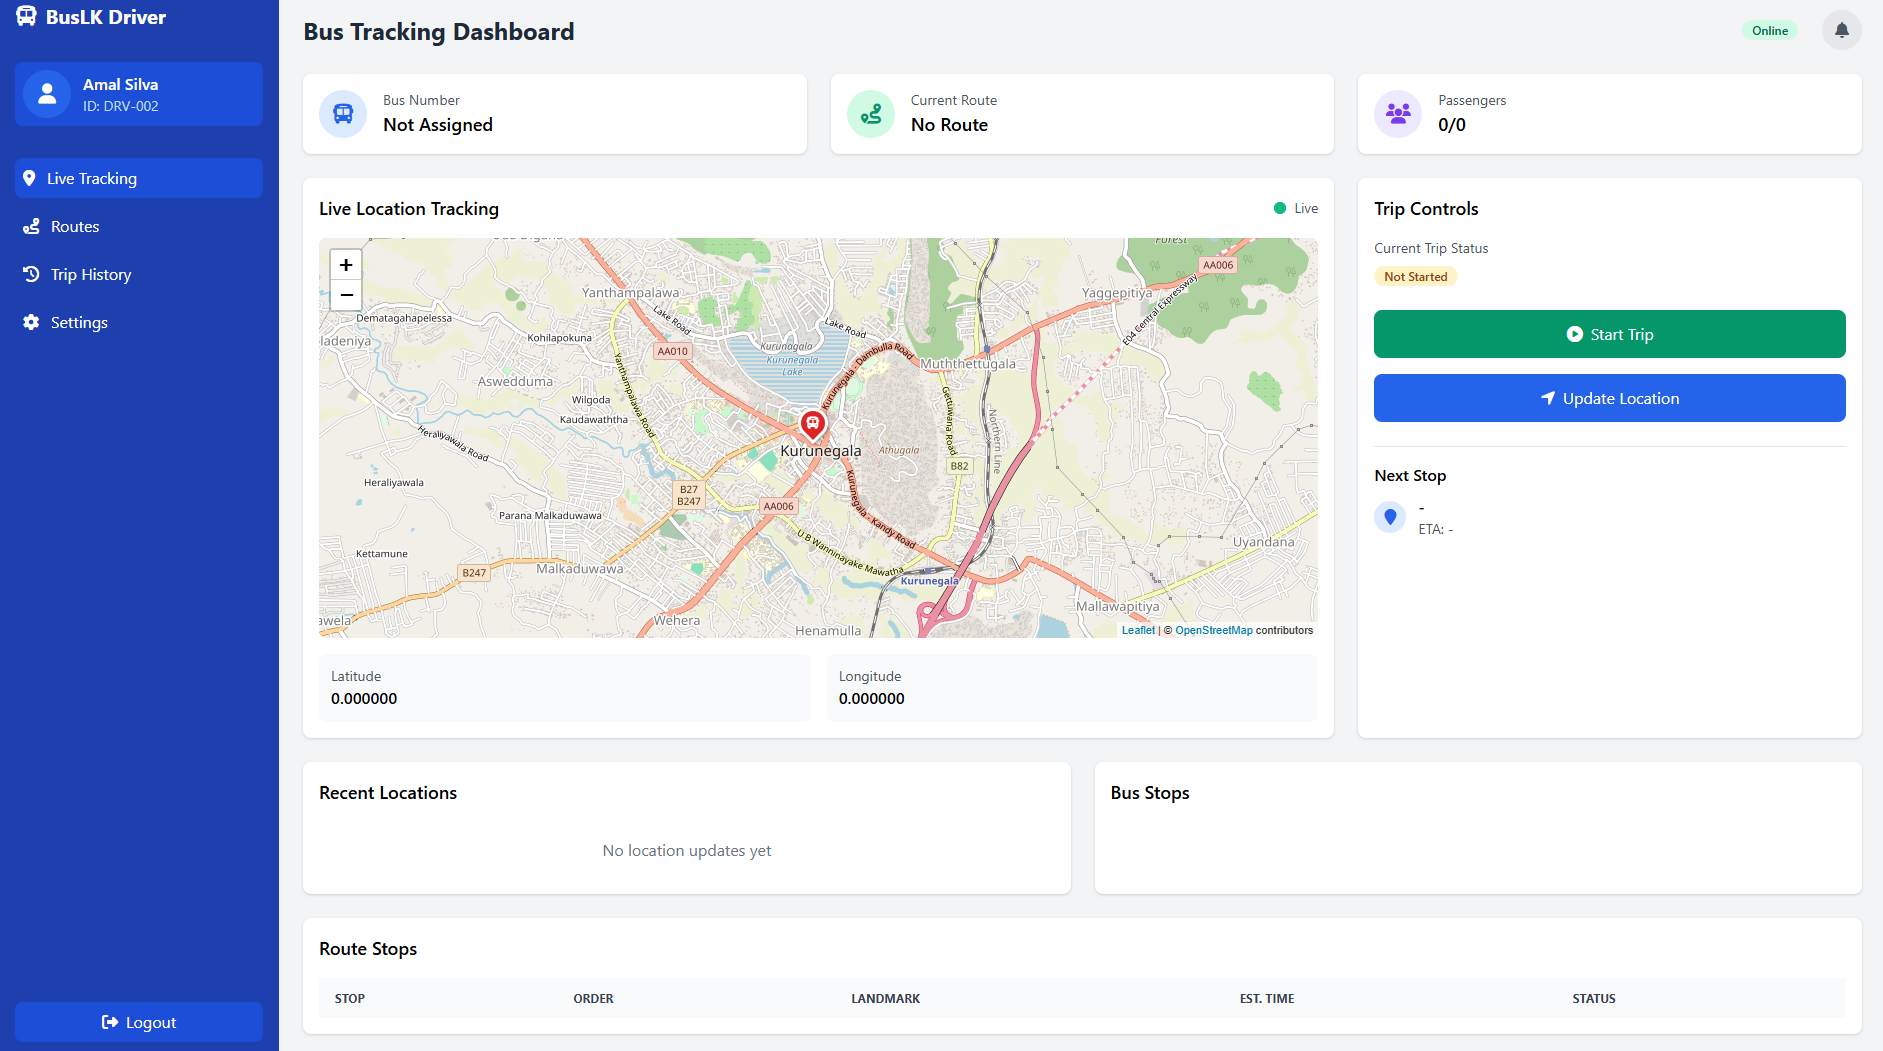 BusLK Driver
Amal Silva
ID: DRV-002
Live Tracking
Routes
Trip History
Settings
Logout
Bus Tracking Dashboard
Online
Bus Number
Not Assigned
Current Route
No Route
Passengers
0/0
Live Location Tracking
Live
+
−
Forest
AA006
Yanthampalawa
Yaggepitiya
E04 Central Expressway
Dematagahapelessa
Lake Road
Lake Road
Kohilapokuna
Kurunagala
Kurunegala
Lake
Kurunegala - Dambulla Road
AA010
Muththettugala
Yanthampalawa Road
Aswedduma
Wilgoda
Kaudawaththa
Gettuwana Road
Northern Line
Heraliyawala Road
Kurunegala
Athugala
B82
Heraliyawala
B27
B247
AA006
Kurunegala - Kandy Road
Parana Malkaduwawa
U B Wanninayake Mawatha
Uyandana
Kettamune
B247
Malkaduwawa
Kurunegala
Mallawapitiya
Wehera
Henamulla
Leaflet | © OpenStreetMap contributors
Latitude
0.000000
Longitude
0.000000
Trip Controls
Current Trip Status
Not Started
Start Trip
Update Location
Next Stop
-
ETA: -
Recent Locations
No location updates yet
Bus Stops
Route Stops
STOP ORDER LANDMARK EST. TIME STATUS